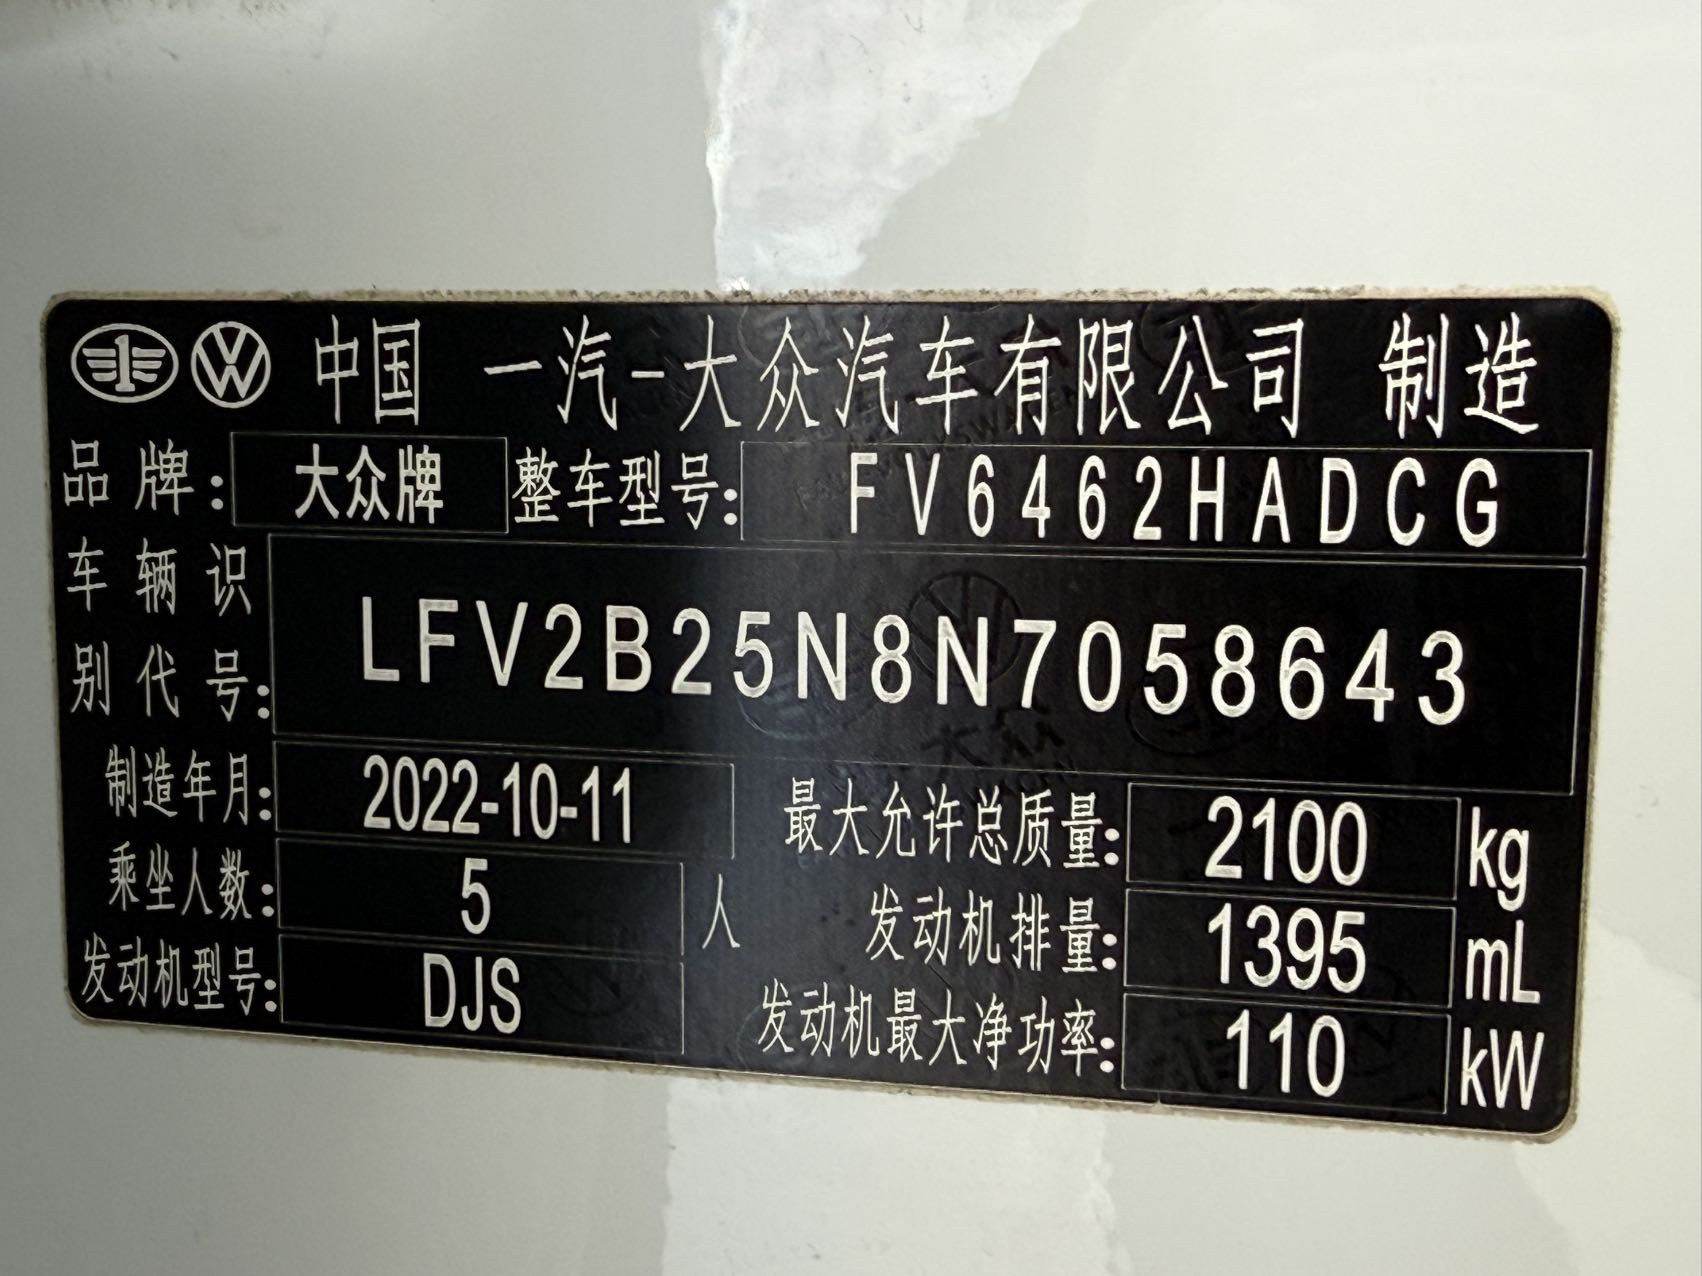 中国 一汽-大众汽车有限公司 制造
品牌: 大众牌 整车型号: FV6462HADCG
车辆识别代号: LFV2B25N8N7058643
制造年月: 2022-10-11 最大允许总质量: 2100 kg
乘坐人数: 5 人 发动机排量: 1395 mL
发动机型号: DJS 发动机最大净功率: 110 kW